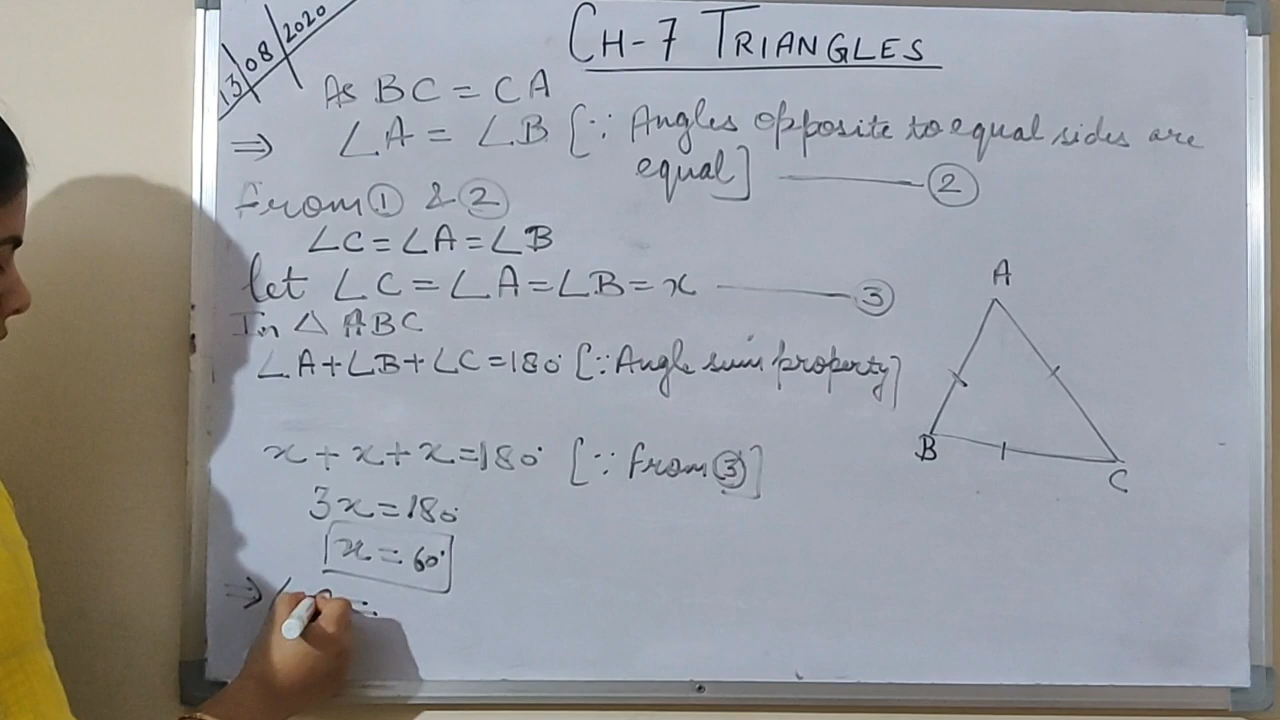 13/08/2020
CH-7 TRIANGLES
As BC = CA
⇒ ∠A = ∠B [∵ Angles opposite to equal sides are
equal] ——— ②
From ① & ②
∠C = ∠A = ∠B
let ∠C = ∠A = ∠B = x ——— ③
In △ ABC
∠A + ∠B + ∠C = 180° [∵ Angle sum property]
x + x + x = 180° [∵ from ③]
3x = 180°
x = 60°
⇒ ∠
A
B
C